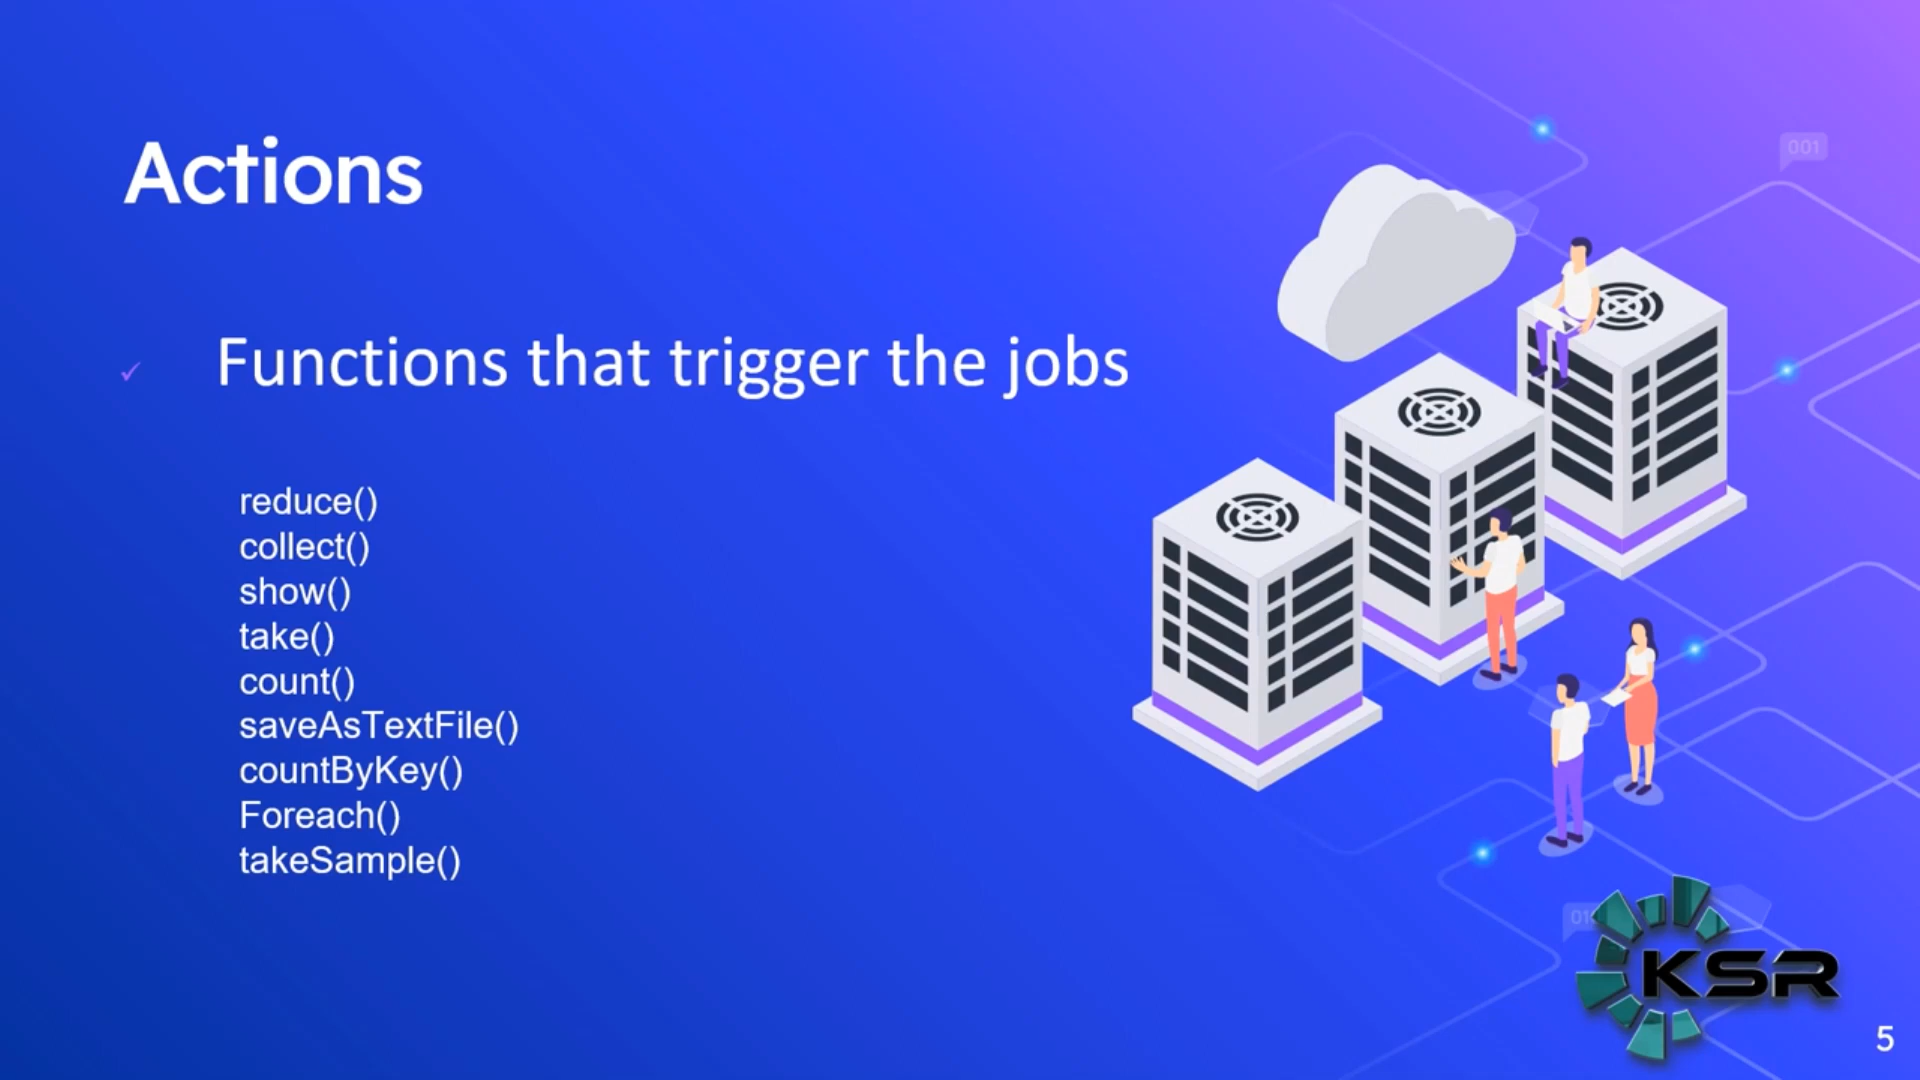 001
Actions
✓ Functions that trigger the jobs
reduce()
collect()
show()
take()
count()
saveAsTextFile()
countByKey()
Foreach()
takeSample()
KSR
5